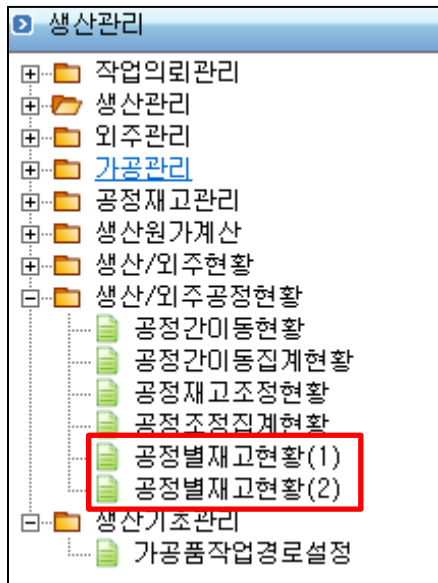 생산관리
작업의뢰관리
생산관리
외주관리
가공관리
공정재고관리
생산원가계산
생산/외주현황
생산/외주공정현황
공정간이동현황
공정간이동집계현황
공정재고조정현황
공정조정집계현황
공정별재고현황(1)
공정별재고현황(2)
생산기초관리
가공품작업경로설정